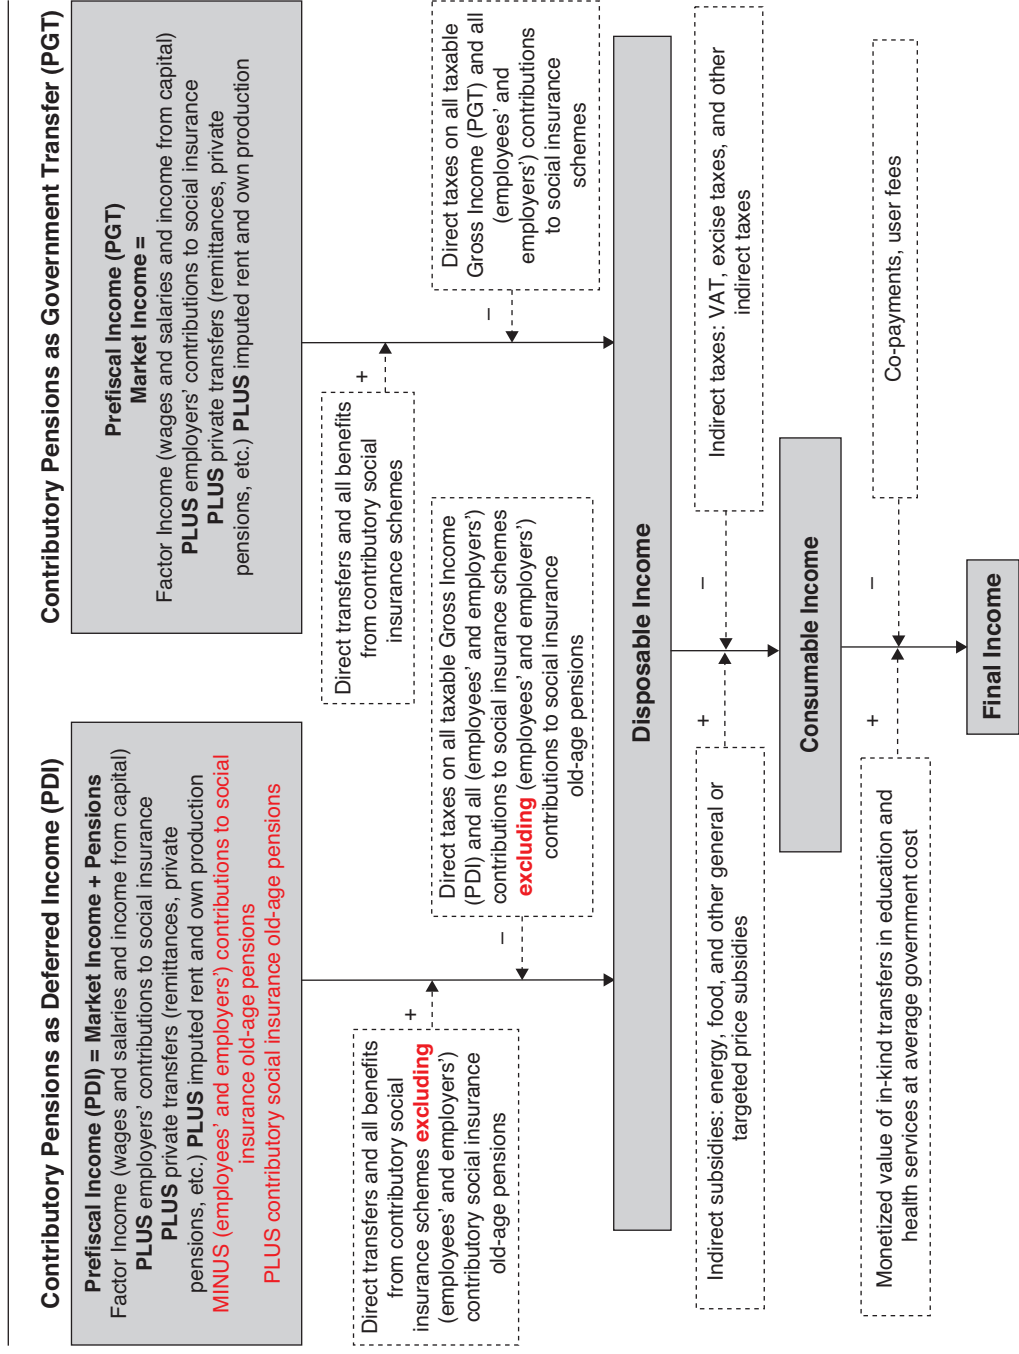 Contributory Pensions as Deferred Income (PDI)
Contributory Pensions as Government Transfer (PGT)
Prefiscal Income (PDI) = Market Income + Pensions
Factor Income (wages and salaries and income from capital)
PLUS employers’ contributions to social insurance
PLUS private transfers (remittances, private
pensions, etc.) PLUS imputed rent and own production
MINUS (employees’ and employers’) contributions to social
insurance old-age pensions
PLUS contributory social insurance old-age pensions
Prefiscal Income (PGT)
Market Income =
Factor Income (wages and salaries and income from capital)
PLUS employers’ contributions to social insurance
PLUS private transfers (remittances, private
pensions, etc.) PLUS imputed rent and own production
Direct transfers and all benefits
from contributory social
insurance schemes excluding
(employees’ and employers’)
contributory social insurance
old-age pensions
+
–
Direct taxes on all taxable Gross Income
(PDI) and all (employees’ and employers’)
contributions to social insurance schemes
excluding (employees’ and employers’)
contributions to social insurance
old-age pensions
Direct transfers and all benefits
from contributory social
insurance schemes
+
–
Direct taxes on all taxable
Gross Income (PGT) and all
(employees’ and
employers’) contributions
to social insurance
schemes
Disposable Income
Indirect subsidies: energy, food, and other general or
targeted price subsidies
+
–
Indirect taxes: VAT, excise taxes, and other
indirect taxes
Consumable Income
Monetized value of in-kind transfers in education and
health services at average government cost
+
–
Co-payments, user fees
Final Income